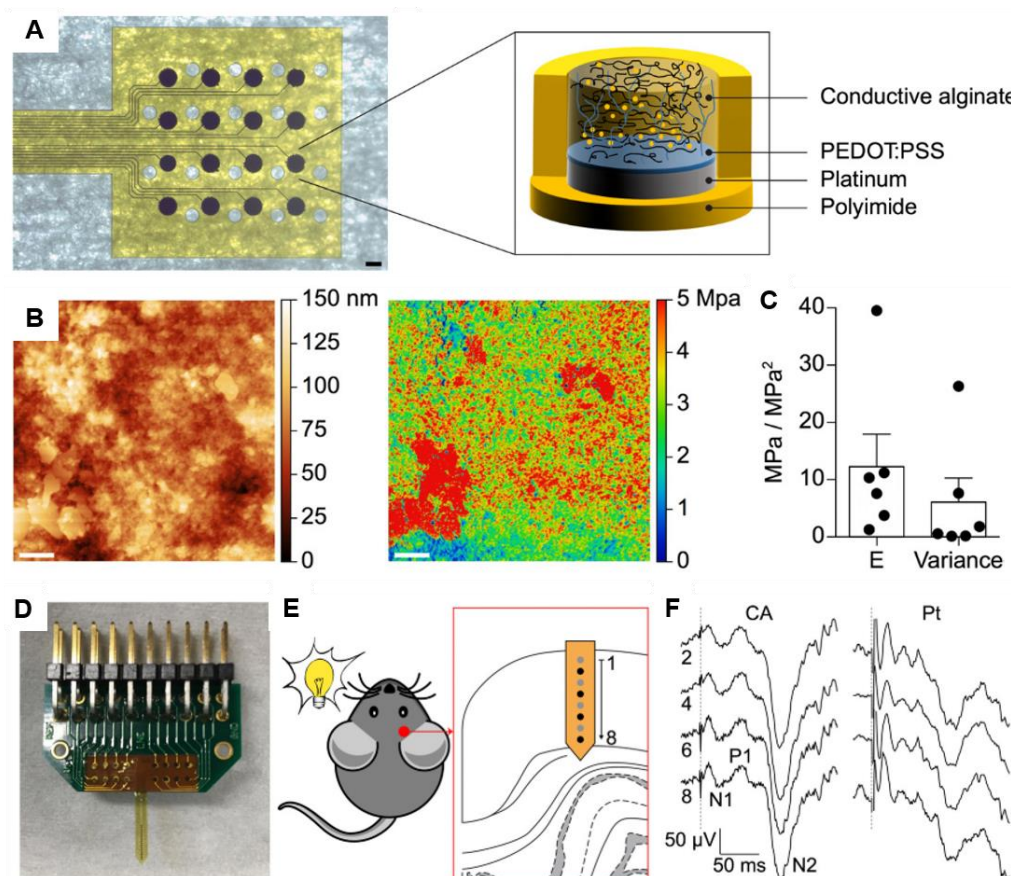 A
Conductive alginate
PEDOT:PSS
Platinum
Polyimide
B
150 nm
125
100
75
50
25
0
5 Mpa
4
3
2
1
0
C
MPa / MPa²
40
30
20
10
0
E
Variance
D
E
1
8
F
CA
Pt
2
4
6
8
P1
N1
N2
50 µV
50 ms